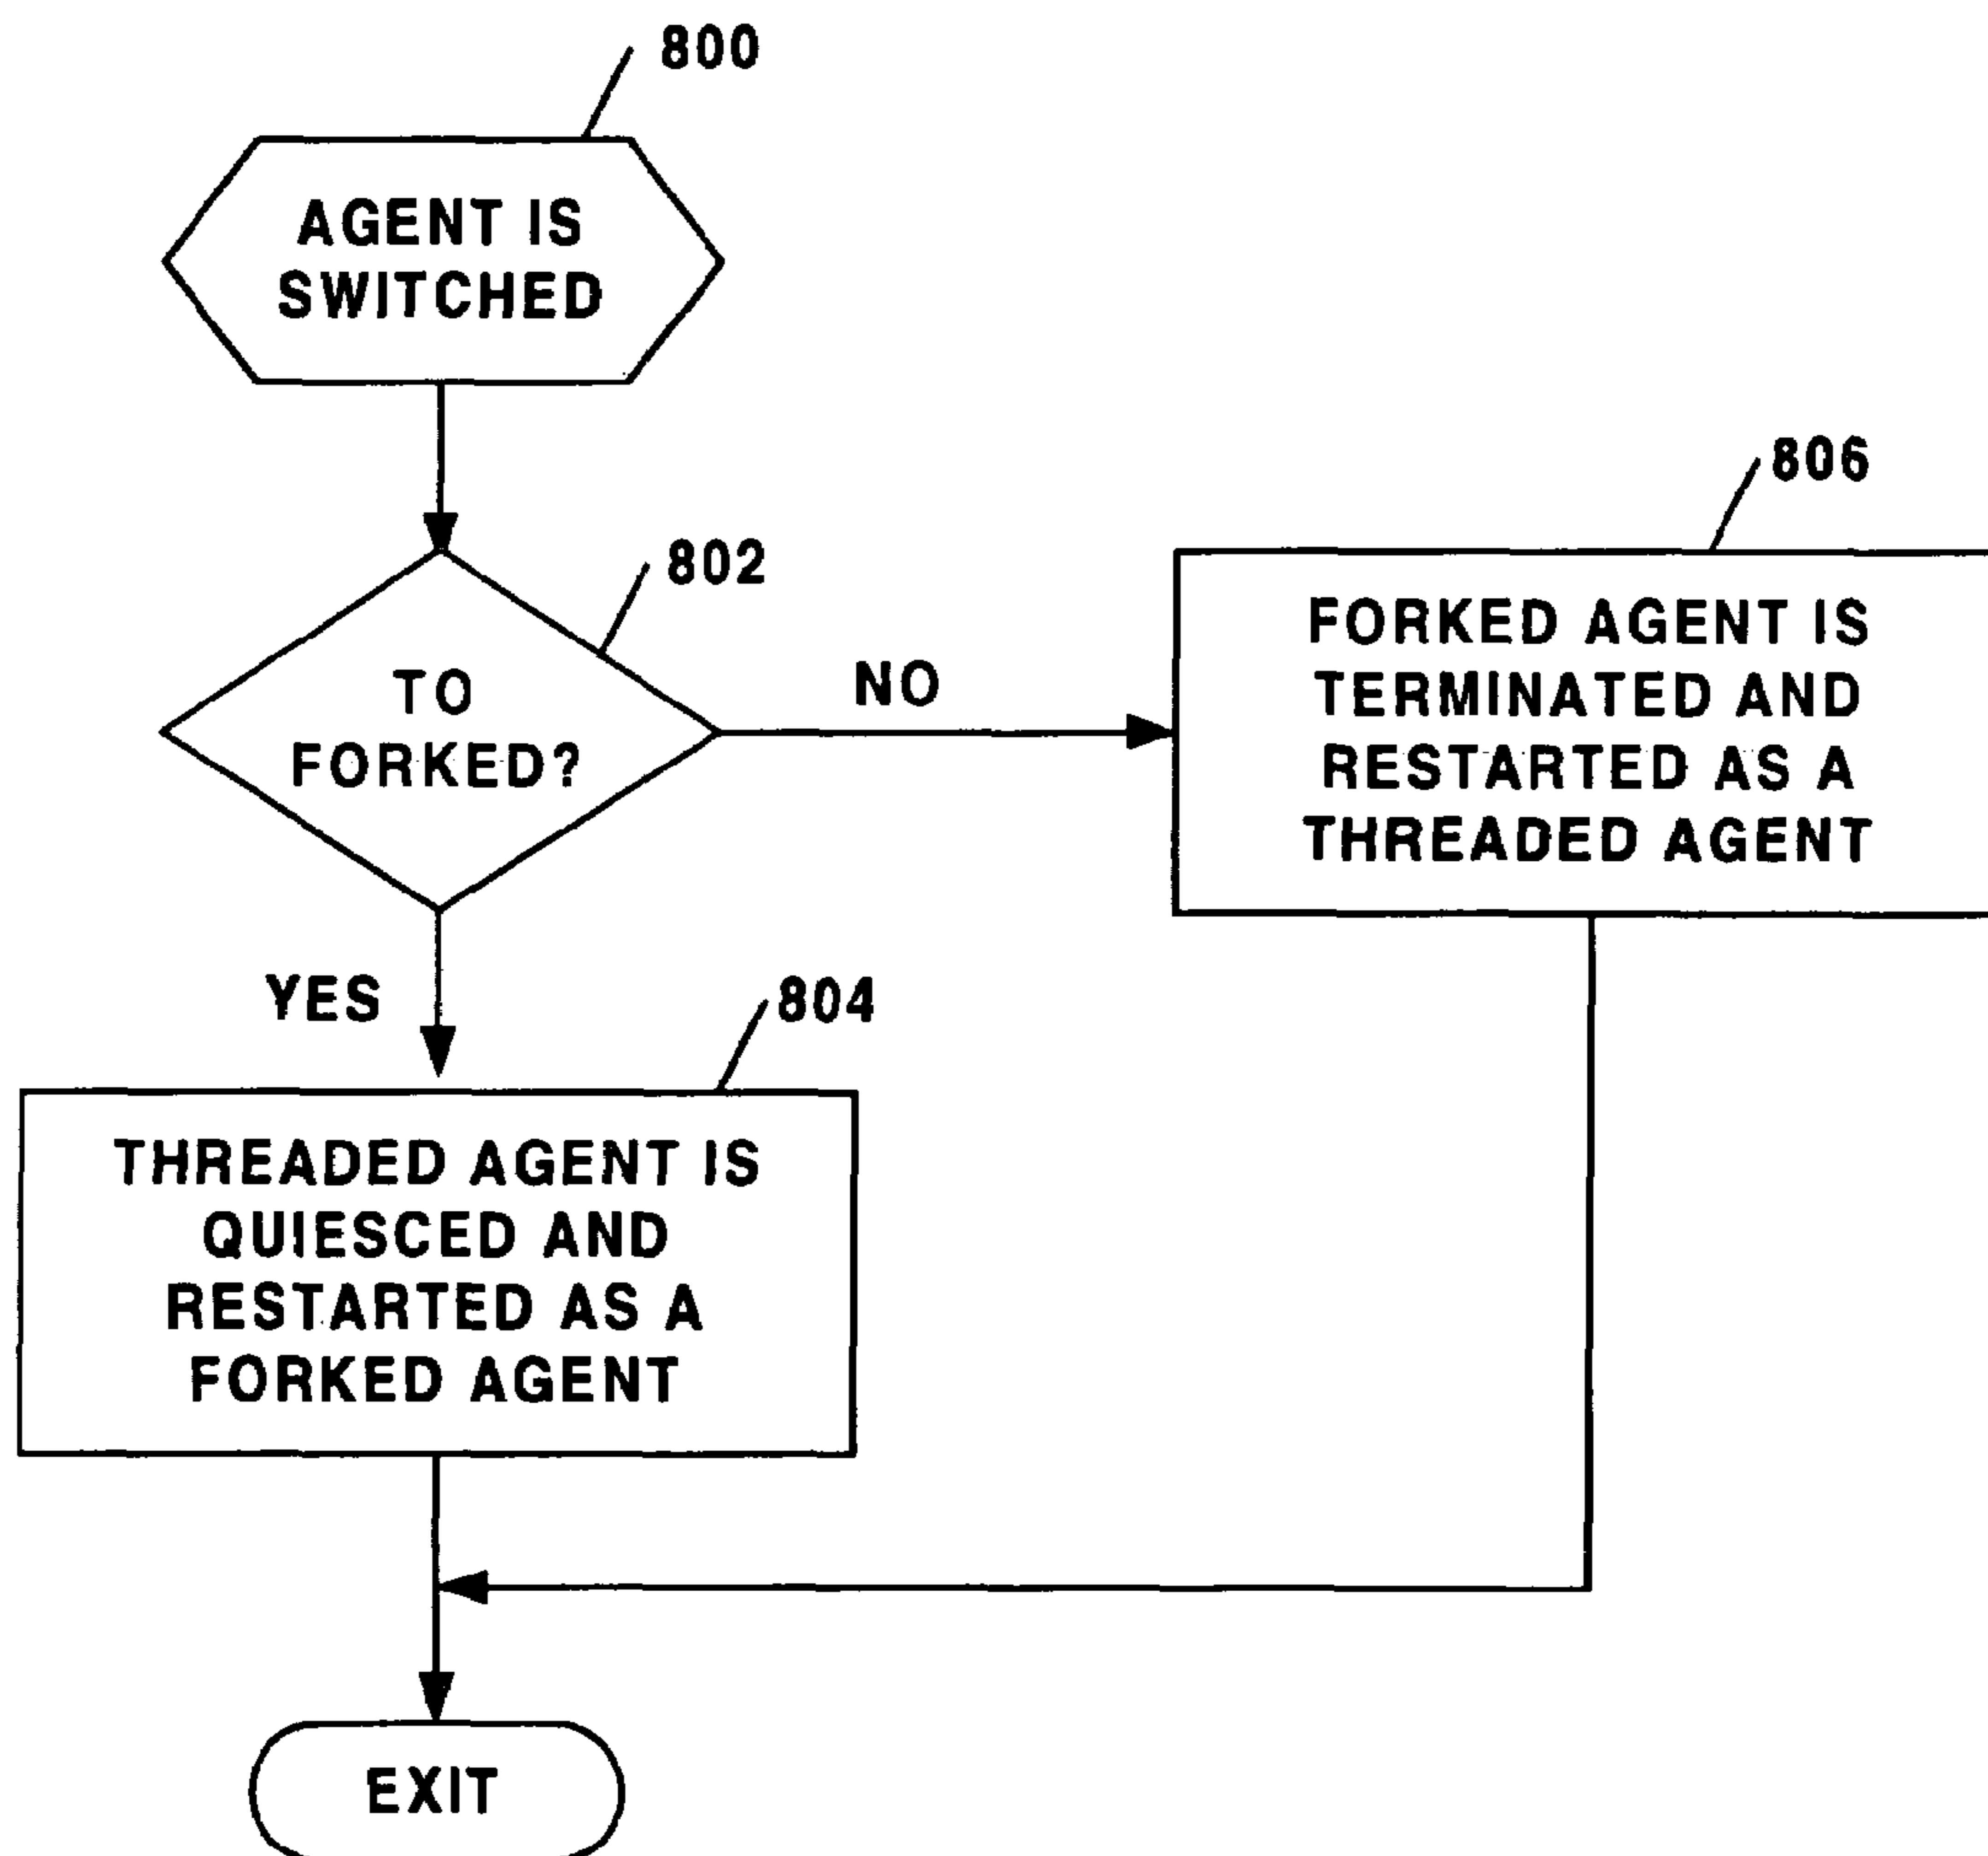 800
AGENT IS
SWITCHED
802
TO
FORKED?
NO
806
FORKED AGENT IS
TERMINATED AND
RESTARTED AS A
THREADED AGENT
YES
804
THREADED AGENT IS
QUIESCED AND
RESTARTED AS A
FORKED AGENT
EXIT